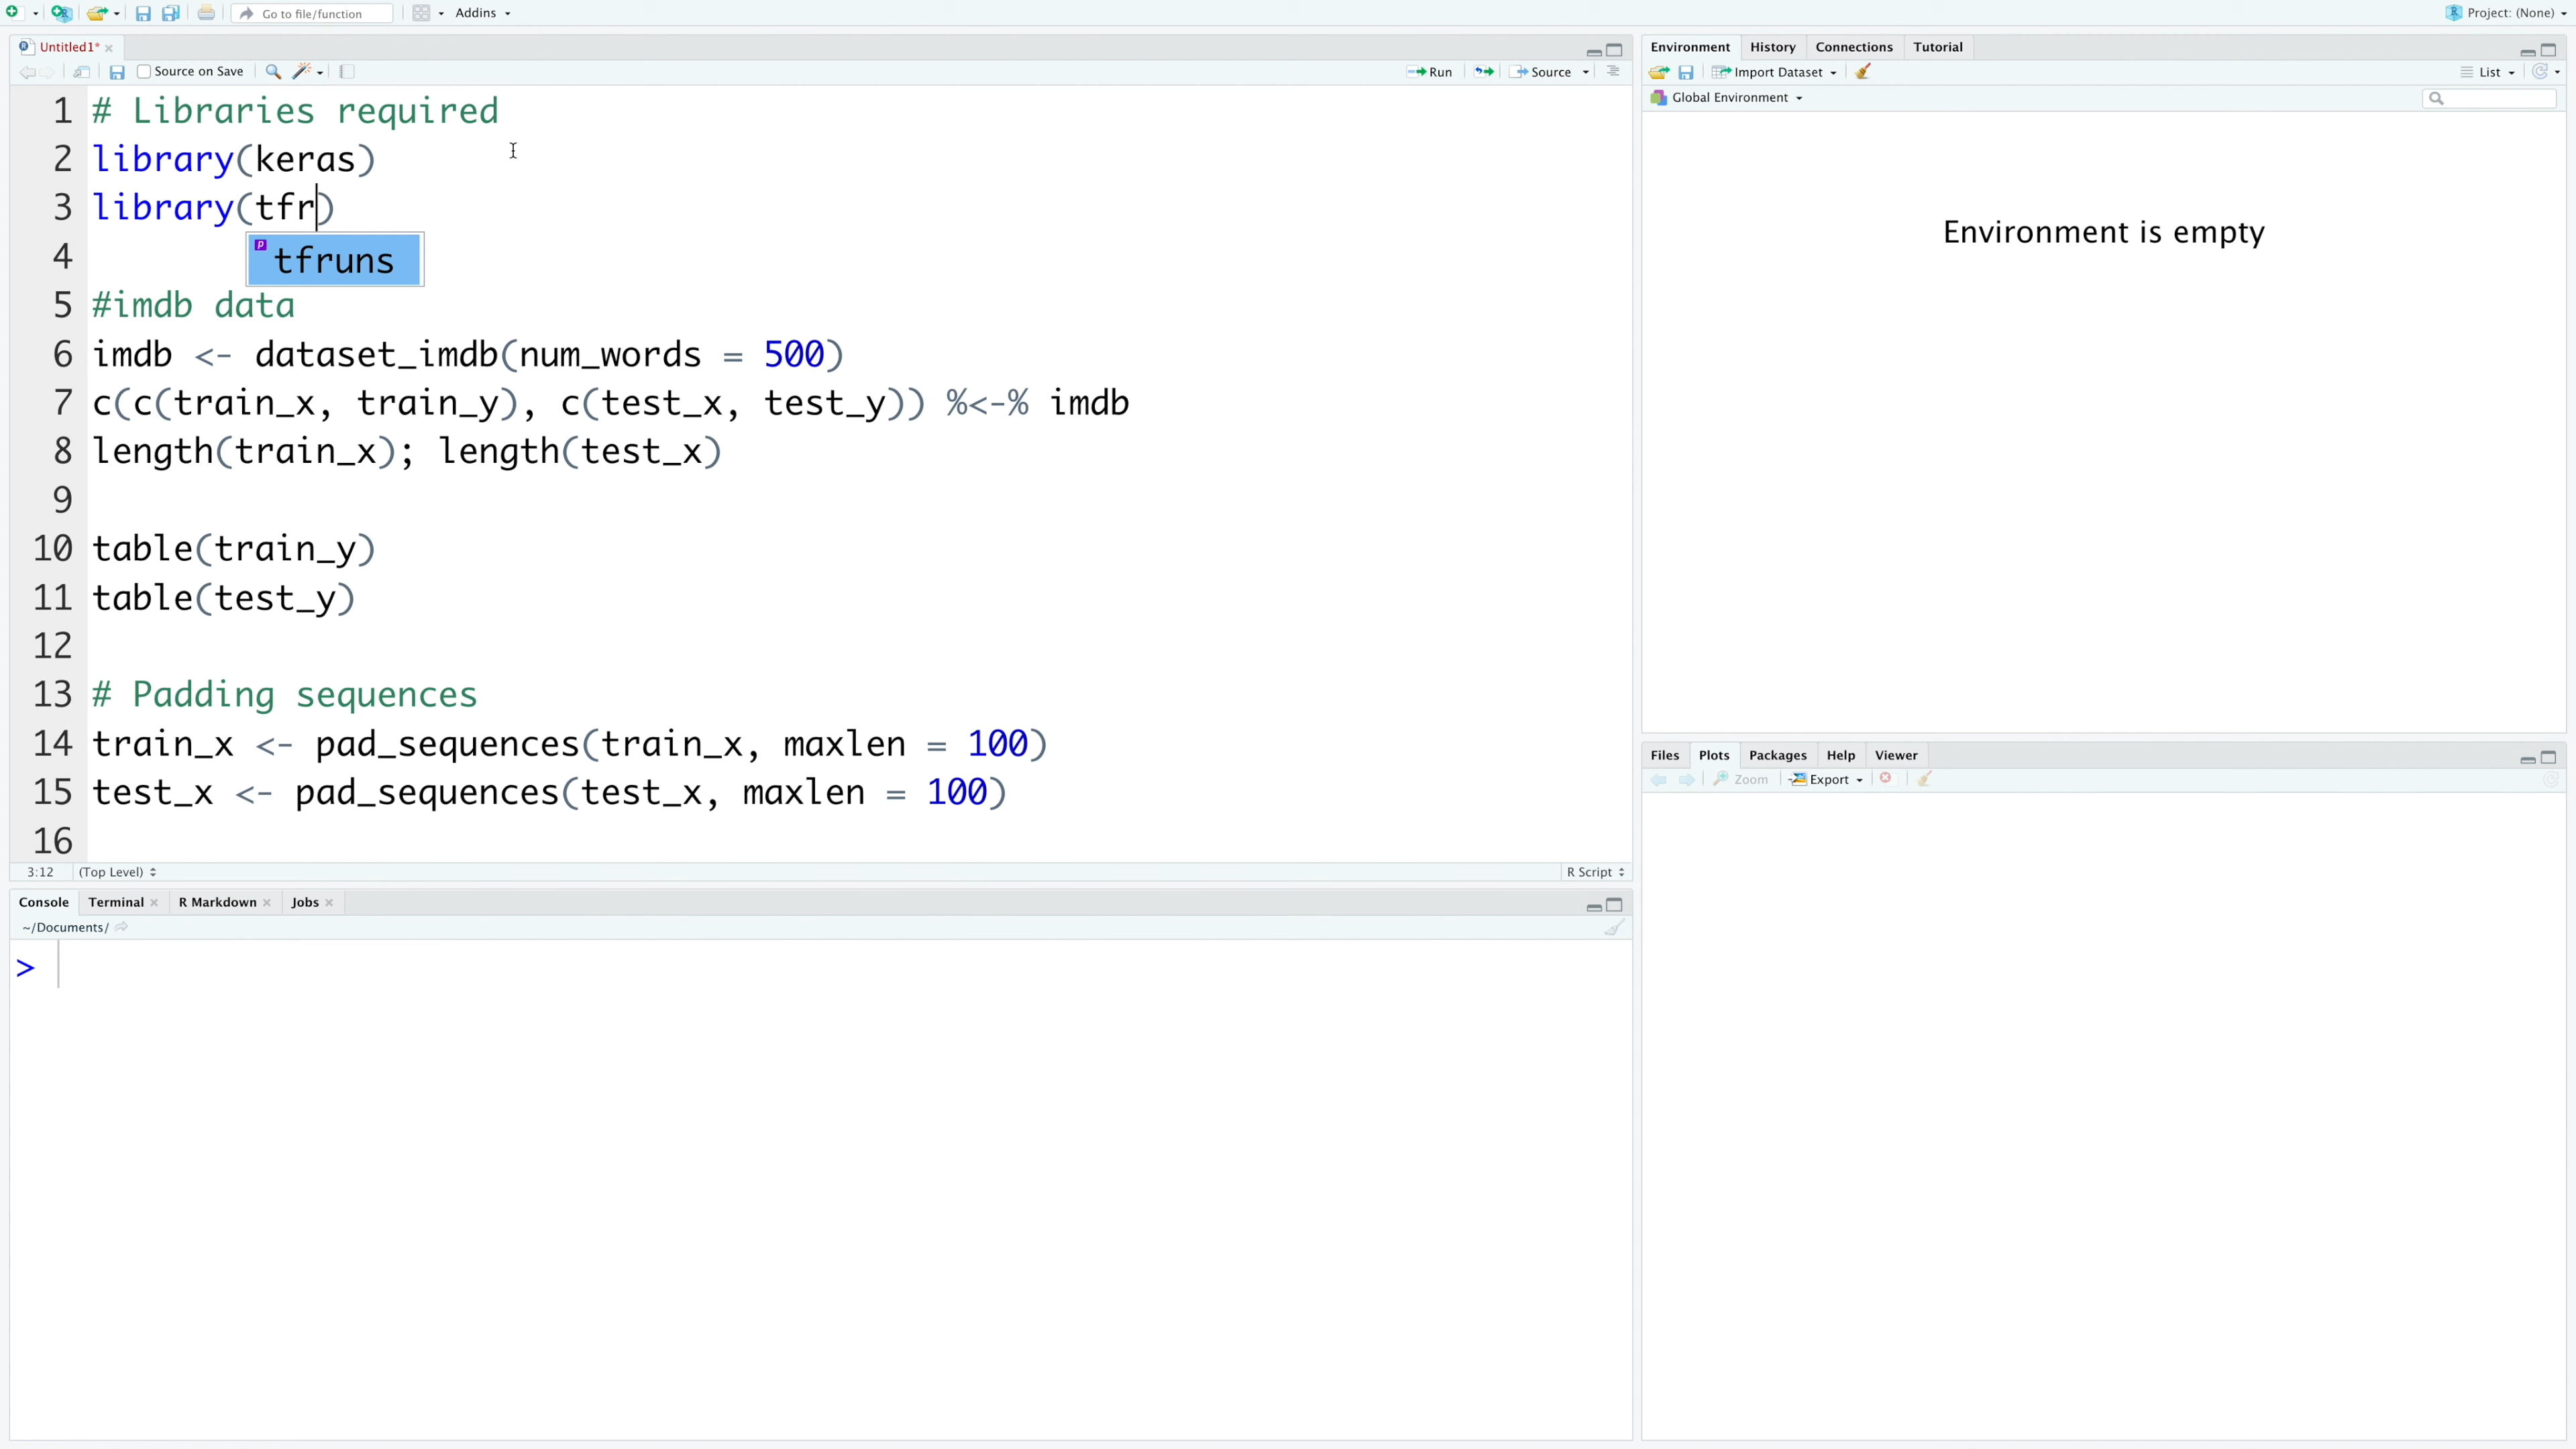 Go to file/function
Addins
Project: (None)
Untitled1*
Source on Save
Run
Source
1 # Libraries required
2 library(keras)
3 library(tfr)
tfruns
4
5 #imdb data
6 imdb <- dataset_imdb(num_words = 500)
7 c(c(train_x, train_y), c(test_x, test_y)) %<-% imdb
8 length(train_x); length(test_x)
9
10 table(train_y)
11 table(test_y)
12
13 # Padding sequences
14 train_x <- pad_sequences(train_x, maxlen = 100)
15 test_x <- pad_sequences(test_x, maxlen = 100)
16
3:12 (Top Level) R Script
Console Terminal R Markdown Jobs
~/Documents/
>
Environment History Connections Tutorial
Import Dataset List
Global Environment
Environment is empty
Files Plots Packages Help Viewer
Zoom Export